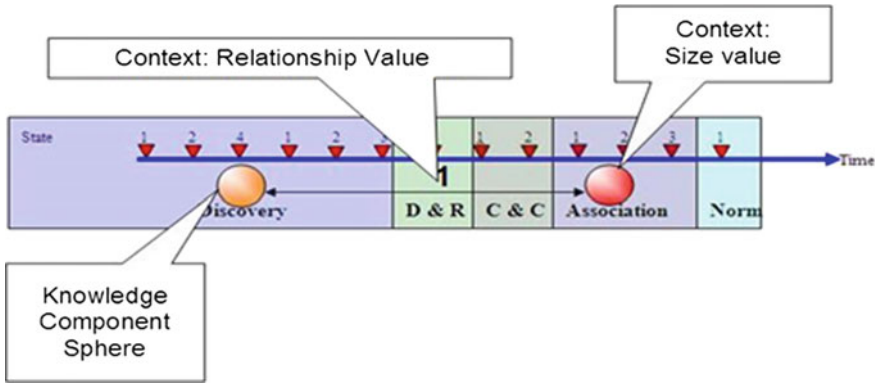 Context: Relationship Value
Context:
Size value
State
1 2 4 1 2 3 1 2 1 2 3 1
Time
1
Discovery D & R C & C Association Norm
Knowledge
Component
Sphere